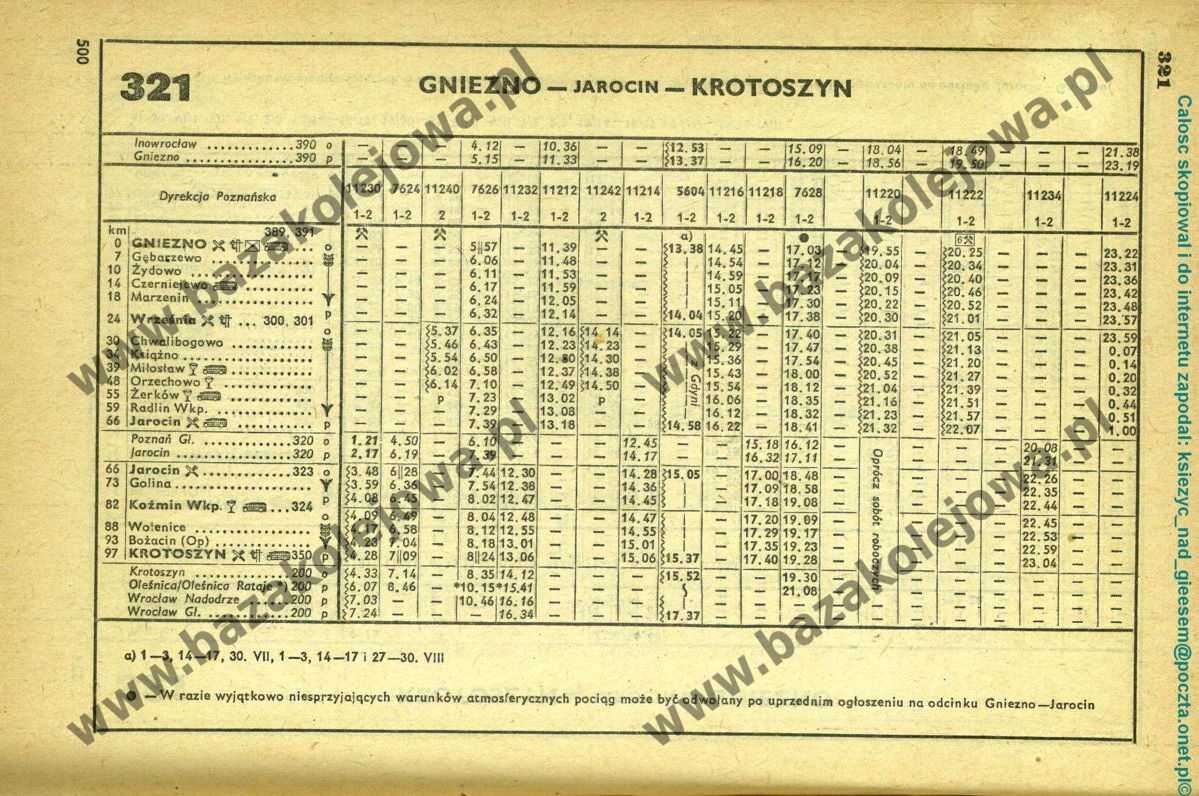 500
321
321
GNIEZNO — JAROCIN — KROTOSZYN
Inowrocław 390 o — — — 4.12 — 10.36 — — 12.53 — — 15.09 — 18.04 — 18.49 — — — 21.38
Gniezno 390 p — — — 5.15 — 11.33 — — 13.37 — — 16.20 — 18.56 — 19.50 — — — 23.19
Dyrekcja Poznańska 11230 7624 11240 7626 11232 11212 11242 11214 5604 11216 11218 7628 11220 11222 11234 11224
1-2 1-2 2 1-2 1-2 1-2 2 1-2 1-2 1-2 1-2 1-2 1-2 1-2 1-2 1-2
km 389, 391 a)
0 GNIEZNO o — — — 5 57 — 11.39 — — 13.38 14.45 — 17.03 — 19.55 — 20.25 — — — 23.22
7 Gębarzewo — — — 6.06 — 11.48 — — 14.54 — 17.12 — 20.04 — 20.34 — — — 23.31
10 Żydowo — — — 6.11 — 11.53 — — 14.59 — 17.17 — 20.09 — 20.40 — — — 23.36
14 Czerniejewo — — — 6.17 — 11.59 — — 15.05 — 17.23 — 20.15 — 20.46 — — — 23.42
18 Marzenin — — — 6.24 — 12.05 — — 15.11 — 17.30 — 20.22 — 20.52 — — — 23.48
p — — — 6.32 — 12.14 — — 14.04 15.20 — 17.38 — 20.30 — 21.01 — — — 23.57
24 Września ... 300, 301
o — — 5.37 6.35 — 12.16 14.14 — 14.05 15.22 — 17.40 — 20.31 — 21.05 — — — 23.59
30 Chwalibogowo — — 5.46 6.43 — 12.23 14.23 — 15.29 — 17.47 — 20.38 — 21.13 — — — 0.07
Książno — — 5.54 6.50 — 12.30 14.30 — z Gdyni 15.36 — 17.54 — 20.45 — 21.20 — — — 0.14
39 Miłosław — — 6.02 6.58 — 12.37 14.38 — 15.43 — 18.00 — 20.52 — 21.27 — — — 0.20
48 Orzechowo — — 6.14 7.10 — 12.49 14.50 — 15.54 — 18.12 — 21.04 — 21.39 — — — 0.32
55 Żerków — — p 7.23 — 13.02 p — 16.06 — 18.35 — 21.16 — 21.51 — — — 0.44
59 Radlin Wkp. — — 7.29 — 13.08 — 16.12 — 18.32 — 21.23 — 21.57 — — — 0.51
66 Jarocin p — — 7.39 — 13.18 — 14.58 16.22 — 18.41 — 21.32 — 22.07 — — — 1.00
Poznań Gł. 320 o 1.21 4.50 — 6.10 — — — 12.45 — — 15.18 16.12 — — — — 20.08 —
Jarocin 320 p 2.17 6.19 — 7.39 — — — 14.17 — — 16.32 17.11 — — — — 21.31 —
66 Jarocin 323 o 3.48 6 28 — 7.44 12.30 — — 14.28 15.05 — 17.00 18.48 — — — 22.26 —
73 Golina 3.59 6.36 — 7.54 12.38 — — 14.36 — 17.09 18.58 — — — 22.35 —
p 4.08 6.45 — 8.02 12.47 — — 14.45 — 17.18 19.08 — — — 22.44 —
82 Koźmin Wkp. ...324
o 4.09 6.49 — 8.04 12.48 — — 14.47 — 17.20 19.09 — — — 22.45 —
88 Wolenice 4.17 6.58 — 8.12 12.55 — — 14.55 — 17.29 19.17 — — — 22.53 —
93 Bożacin (Op) 4.23 7.04 — 8.18 13.01 — — 15.01 — 17.35 19.23 — — — 22.59 —
97 KROTOSZYN 350 p 4.28 7 09 — 8 24 13.06 — — 15.06 15.37 — 17.40 19.28 — — — 23.04 —
Oprócz sobót roboczych
Krotoszyn 200 o 4.33 7.14 — 8.35 14.12 — — — 15.52 — — 19.30 — — — — — —
Oleśnica/Oleśnica Rataje *) 200 p 6.07 8.46 — *10.15 *15.41 — — — — — 21.08 — — — — — —
Wrocław Nadodrze 200 p 7.03 — — *10.46 16.16 — — — — — — — — — — — —
Wrocław Gł. 200 p 7.24 — — 16.34 — — — 17.37 — — — — — — — — —
a) 1—3, 14—17, 30. VII, 1—3, 14—17 i 27—30. VIII
● —W razie wyjątkowo niesprzyjających warunków atmosferycznych pociąg może być odwołany po uprzednim ogłoszeniu na odcinku Gniezno—Jarocin
www.bazakolejowa.pl
www.bazakolejowa.pl
www.bazakolejowa.pl
www.bazakolejowa.pl
Calosc skopiowal i do internetu zapodal: ksiezyc_nad_gieesem@poczta.onet.pl©